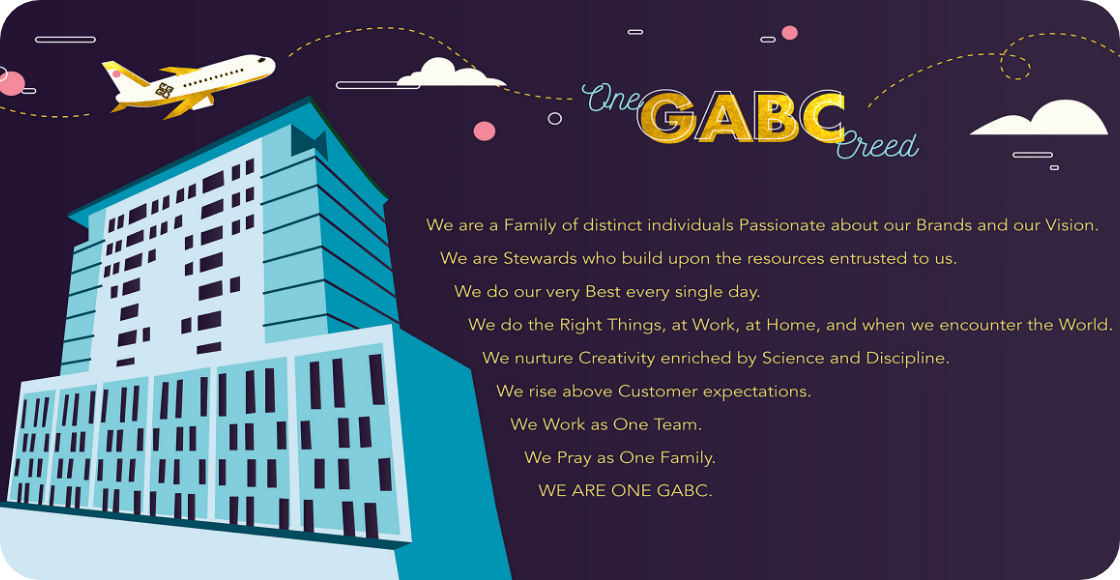 One GABC Creed
We are a Family of distinct individuals Passionate about our Brands and our Vision.
We are Stewards who build upon the resources entrusted to us.
We do our very Best every single day.
We do the Right Things, at Work, at Home, and when we encounter the World.
We nurture Creativity enriched by Science and Discipline.
We rise above Customer expectations.
We Work as One Team.
We Pray as One Family.
WE ARE ONE GABC.